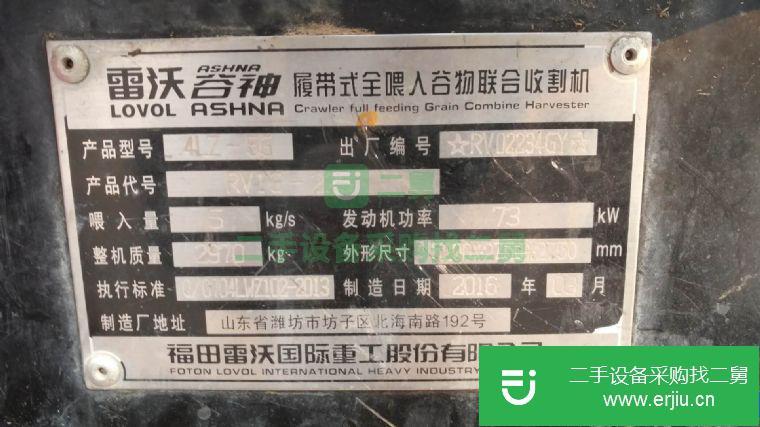 雷沃 ASHNA 谷神 履带式全喂入谷物联合收割机
LOVOL ASHNA Crawler full feeding Grain Combine Harvester
产品型号 4LZ-5G 出厂编号 ☆RV02234GY☆
产品代号
喂入量 5 kg/s 发动机功率 73 kW
整机质量 2970 kg 外形尺寸 mm
执行标准 制造日期 2016 年 月
制造厂地址 山东省潍坊市坊子区北海南路192号
福田雷沃国际重工股份有限公司
FOTON LOVOL INTERNATIONAL HEAVY INDUSTRY
二舅
二手设备采购找二舅
二手设备采购找二舅
www.erjiu.cn